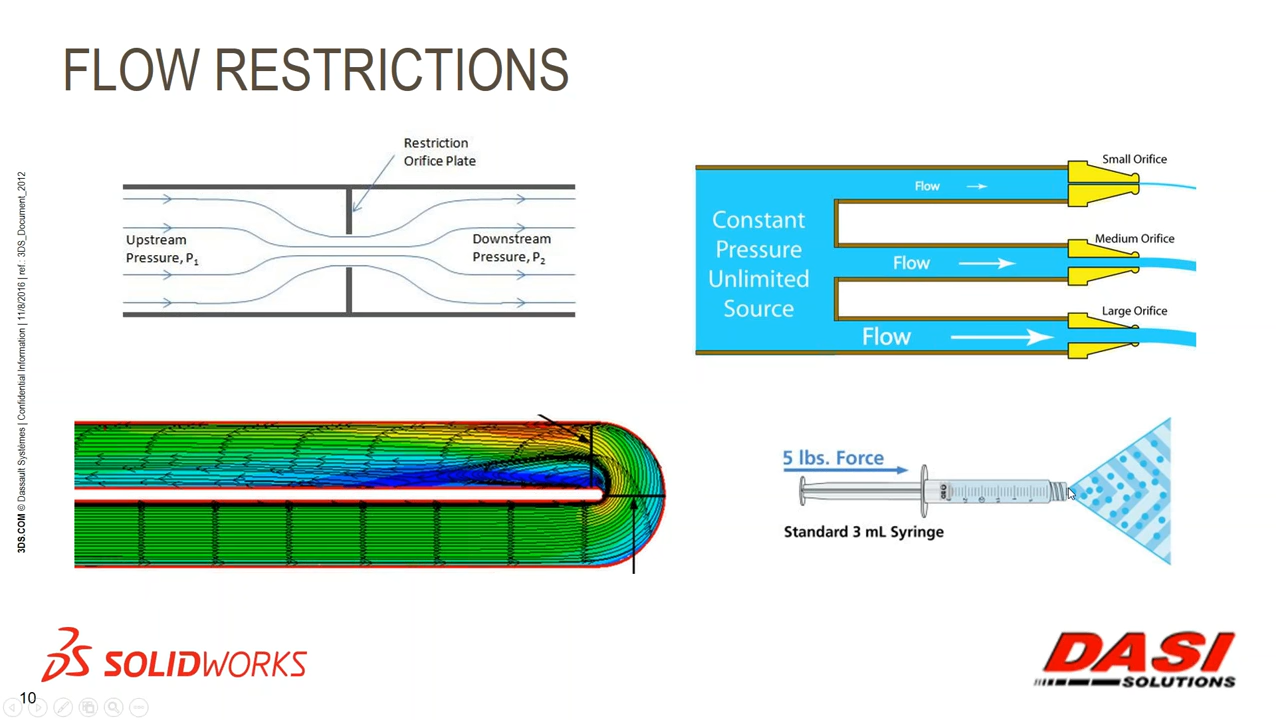 FLOW RESTRICTIONS
3DS.COM © Dassault Systèmes | Confidential Information | 11/8/2016 | ref.: 3DS_Document_2012
Restriction
Orifice Plate
Upstream
Pressure, P1
Downstream
Pressure, P2
Constant
Pressure
Unlimited
Source
Flow
Flow
Flow
Small Orifice
Medium Orifice
Large Orifice
5 lbs. Force
Standard 3 mL Syringe
SOLIDWORKS
DASI
SOLUTIONS
10